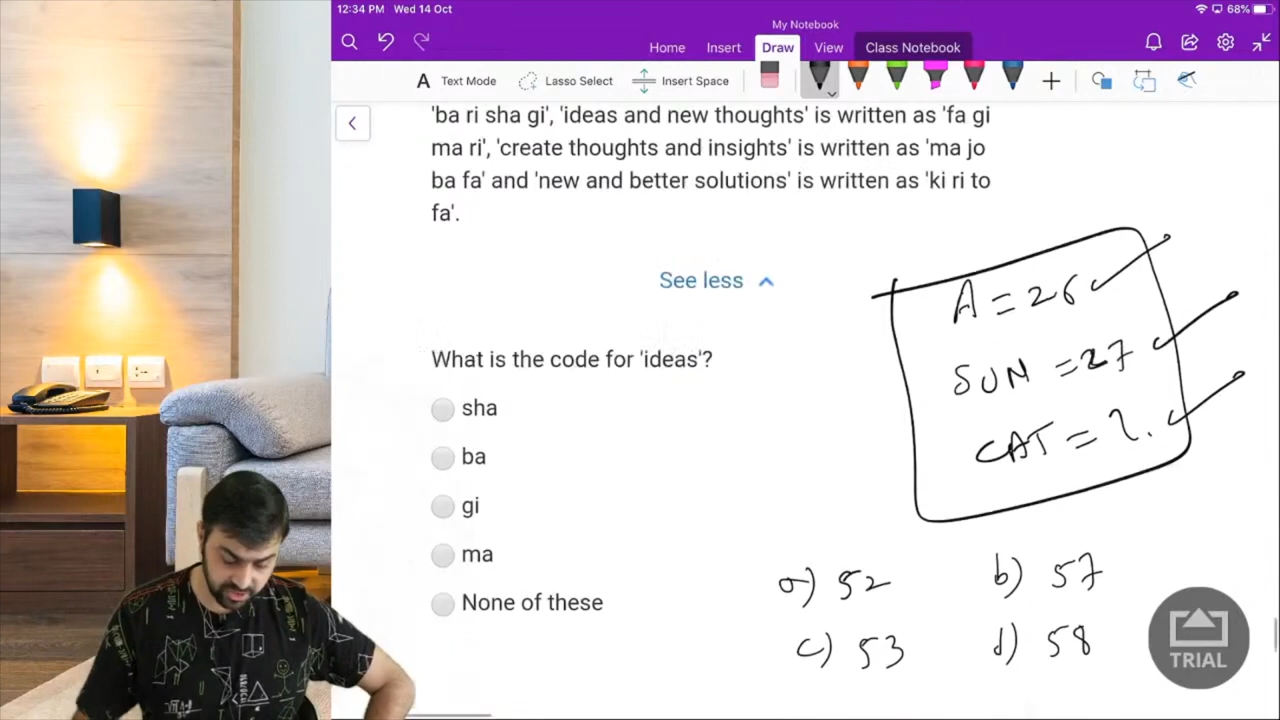 12:34 PM Wed 14 Oct
68%
My Notebook
Home Insert Draw View Class Notebook
A Text Mode Lasso Select Insert Space
'ba ri sha gi', 'ideas and new thoughts' is written as 'fa gi
ma ri', 'create thoughts and insights' is written as 'ma jo
ba fa' and 'new and better solutions' is written as 'ki ri to
fa'.
See less
A = 26
SUN = 27
CAT = ?.
What is the code for 'ideas'?
sha
ba
gi
ma
None of these
a) 52 b) 57
c) 53 d) 58
TRIAL